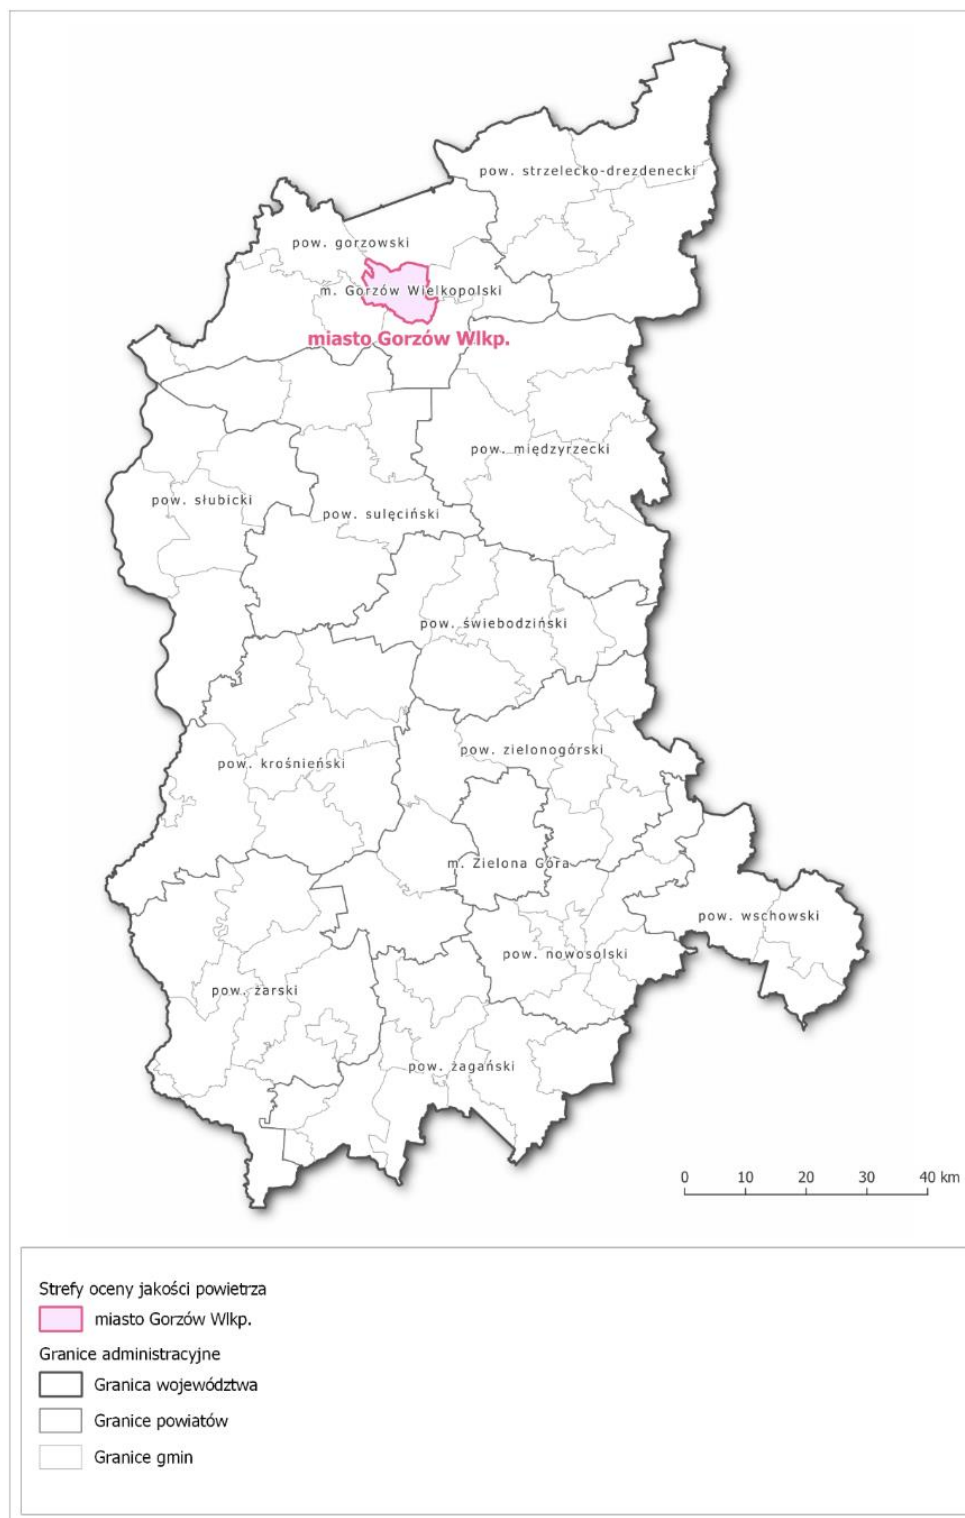 pow. strzelecko-drezdenecki
pow. gorzowski
m. Gorzów Wielkopolski
miasto Gorzów Wlkp.
pow. międzyrzecki
pow. słubicki
pow. sulęciński
pow. świebodziński
pow. zielonogórski
pow. krośnieński
m. Zielona Góra
pow. wschowski
pow. nowosolski
pow. żarski
pow. żagański
0 10 20 30 40 km
Strefy oceny jakości powietrza
miasto Gorzów Wlkp.
Granice administracyjne
Granica województwa
Granice powiatów
Granice gmin